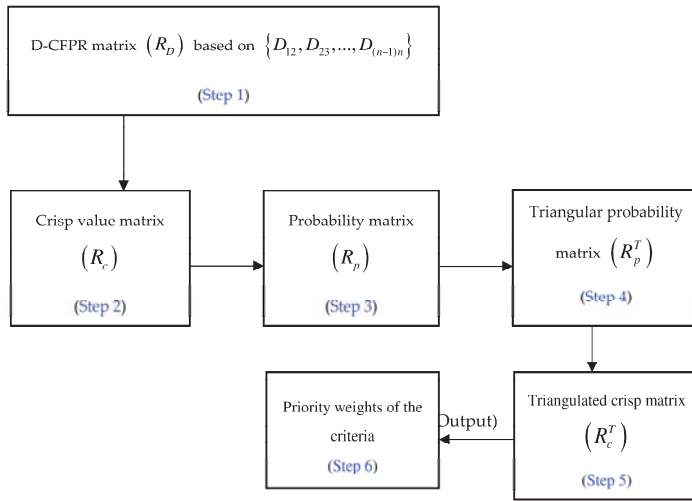 D-CFPR matrix (R_D) based on {D_12, D_23, ..., D_(n-1)n}
(Step 1)
Crisp value matrix
(R_c)
(Step 2)
Probability matrix
(R_p)
(Step 3)
Triangular probability
matrix (R_p^T)
(Step 4)
Triangulated crisp matrix
(R_c^T)
(Step 5)
Output)
Priority weights of the
criteria
(Step 6)